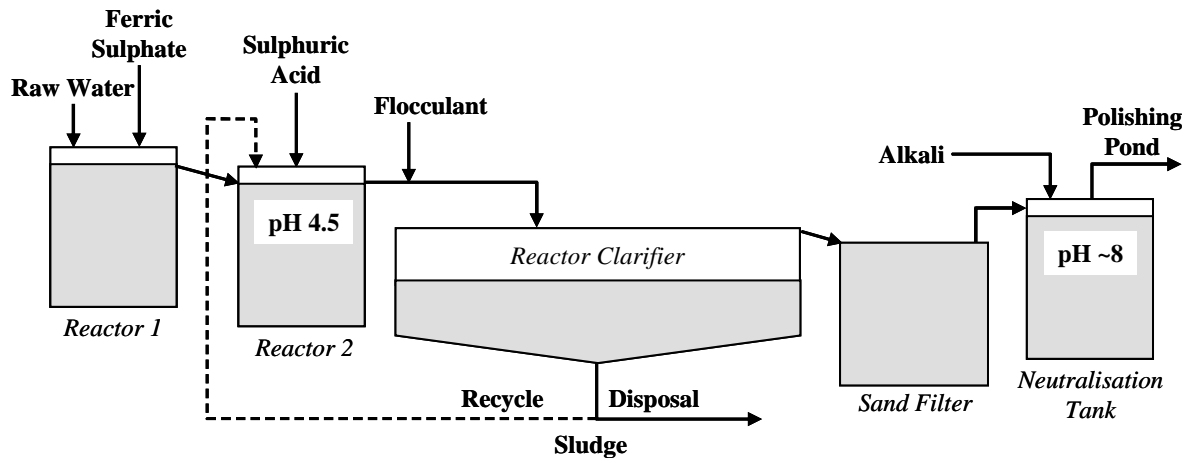 Ferric
Sulphate
Raw Water
Sulphuric
Acid
Flocculant
Polishing
Pond
Alkali
pH 4.5
Reactor Clarifier
pH ~8
Reactor 1
Reactor 2
Recycle
Disposal
Sludge
Sand Filter
Neutralisation
Tank